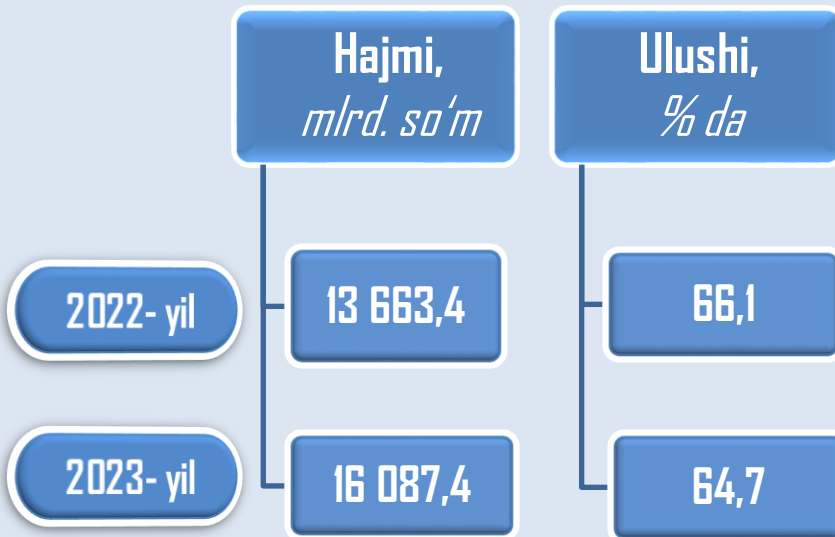 Hajmi,
mlrd. so‘m
Ulushi,
% da
2022- yil
13 663,4
66,1
2023- yil
16 087,4
64,7